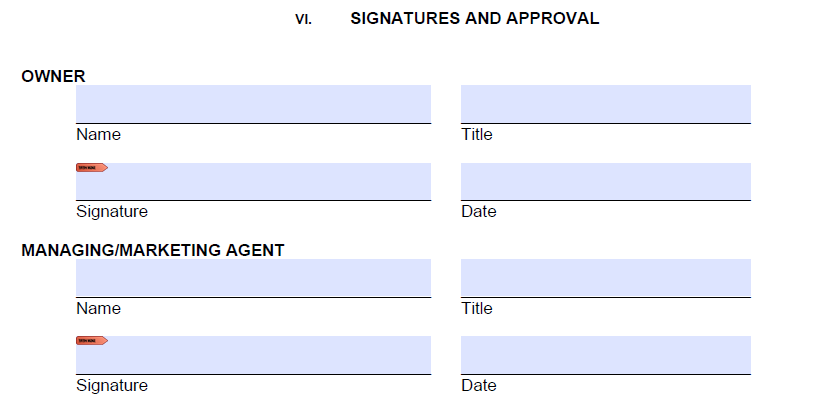 VI. SIGNATURES AND APPROVAL
OWNER
Name Title
Signature Date
MANAGING/MARKETING AGENT
Name Title
Signature Date